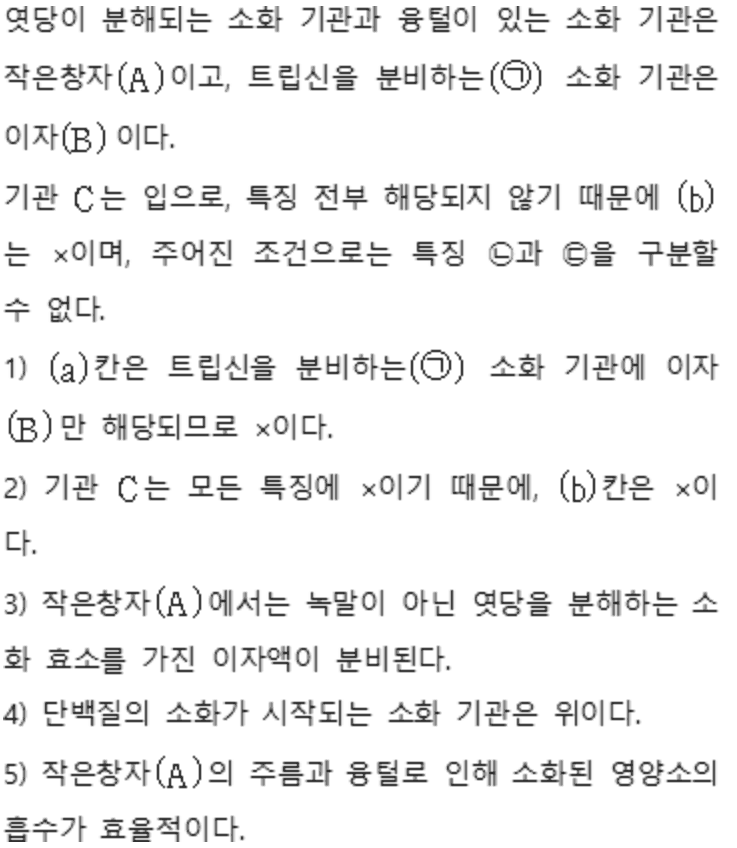 엿당이 분해되는 소화 기관과 융털이 있는 소화 기관은
작은창자(A)이고, 트립신을 분비하는(㉠) 소화 기관은
이자(B) 이다.
기관 C는 입으로, 특징 전부 해당되지 않기 때문에 (b)
는 ×이며, 주어진 조건으로는 특징 ㉡과 ㉢을 구분할
수 없다.
1) (a)칸은 트립신을 분비하는(㉠) 소화 기관에 이자
(B)만 해당되므로 ×이다.
2) 기관 C는 모든 특징에 ×이기 때문에, (b)칸은 ×이
다.
3) 작은창자(A)에서는 녹말이 아닌 엿당을 분해하는 소
화 효소를 가진 이자액이 분비된다.
4) 단백질의 소화가 시작되는 소화 기관은 위이다.
5) 작은창자(A)의 주름과 융털로 인해 소화된 영양소의
흡수가 효율적이다.